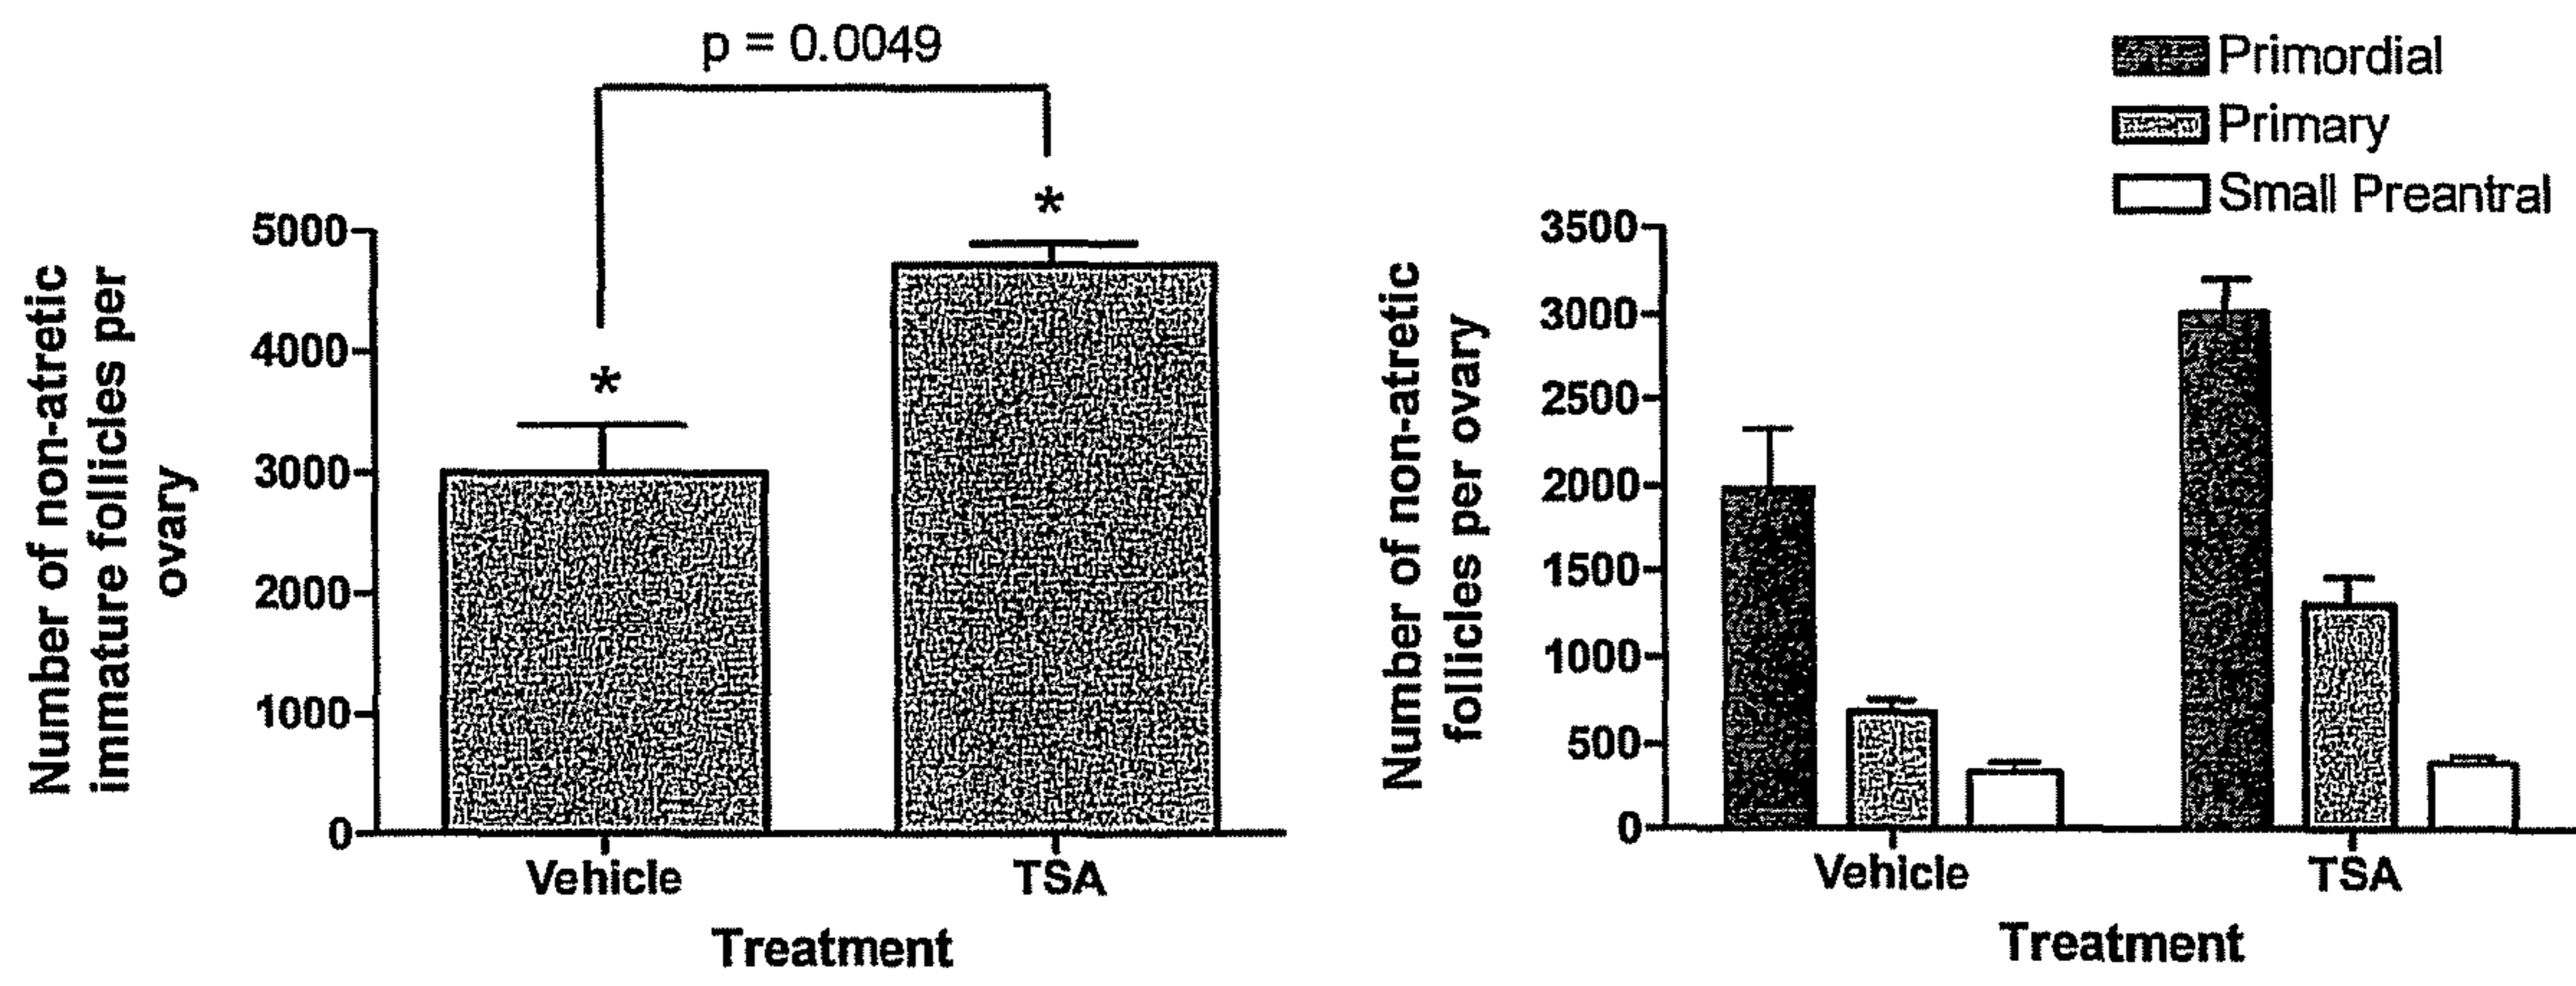 p = 0.0049
*
*
5000
4000
3000
2000
1000
0
Number of non-atretic
immature follicles per
ovary
Vehicle
TSA
Treatment
Primordial
Primary
Small Preantral
3500
3000
2500
2000
1500
1000
500
0
Number of non-atretic
follicles per ovary
Vehicle
TSA
Treatment